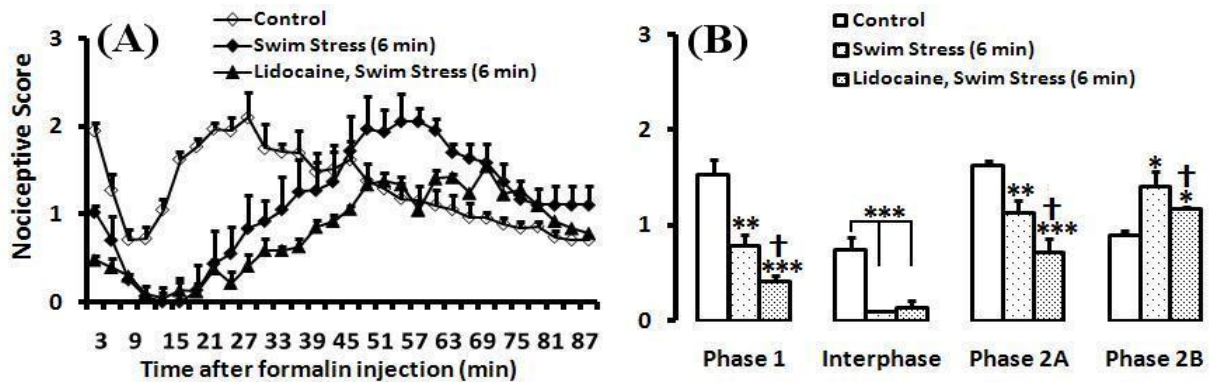 (A)
Control
Swim Stress (6 min)
Lidocaine, Swim Stress (6 min)
Nociceptive Score
3
2
1
0
3 9 15 21 27 33 39 45 51 57 63 69 75 81 87
Time after formalin injection (min)
(B)
Control
Swim Stress (6 min)
Lidocaine, Swim Stress (6 min)
3
2
1
0
**
†
***
***
**
†
***
*
†
*
Phase 1 Interphase Phase 2A Phase 2B